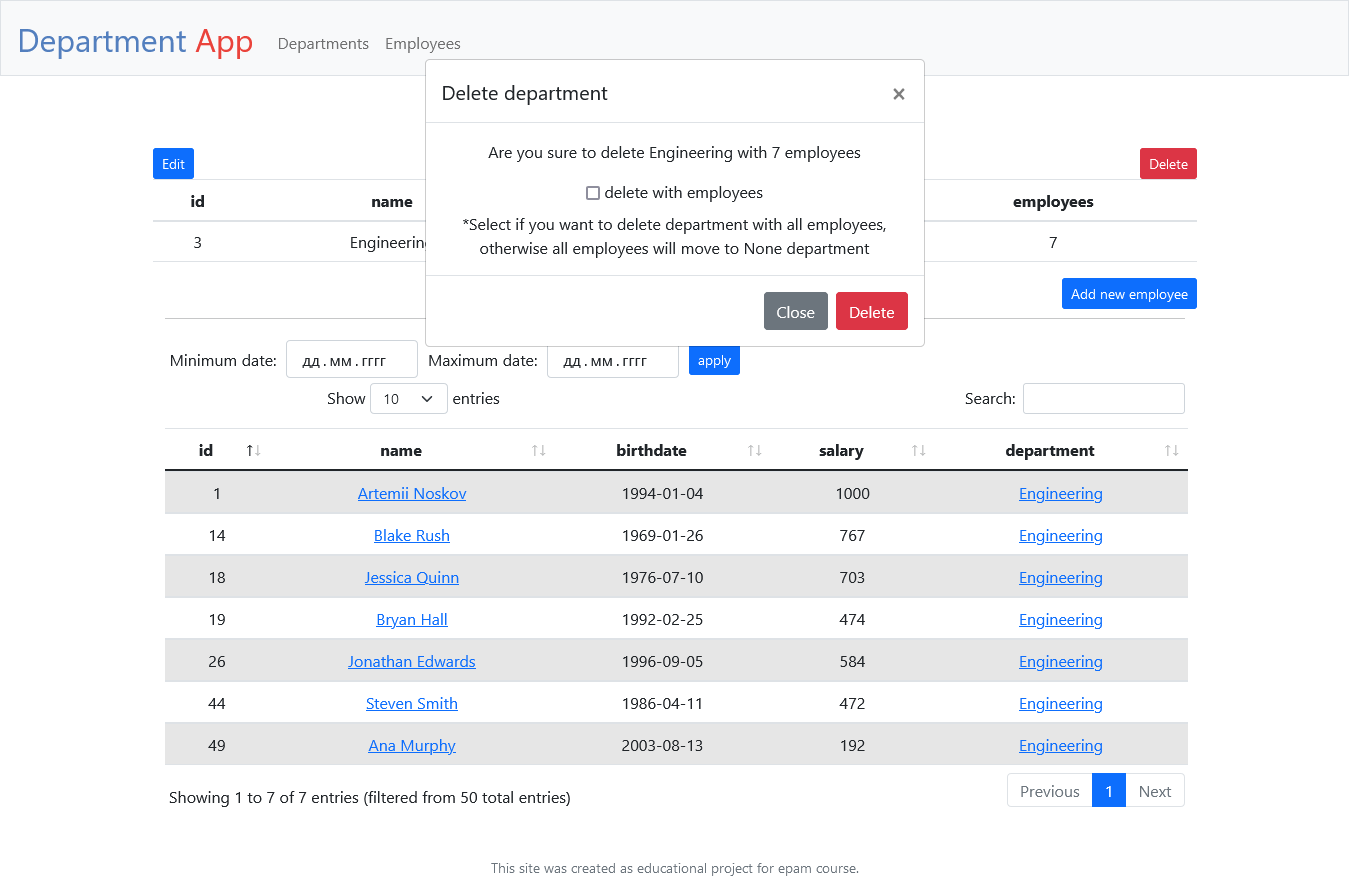 Department App Departments Employees
Delete department ×
Are you sure to delete Engineering with 7 employees
Edit Delete
delete with employees
id name employees
*Select if you want to delete department with all employees,
otherwise all employees will move to None department
3 Engineering 7
Add new employee
Close Delete
Minimum date: дд.мм.гггг Maximum date: дд.мм.гггг apply
Show 10 entries Search:
id name birthdate salary department
1 Artemii Noskov 1994-01-04 1000 Engineering
14 Blake Rush 1969-01-26 767 Engineering
18 Jessica Quinn 1976-07-10 703 Engineering
19 Bryan Hall 1992-02-25 474 Engineering
26 Jonathan Edwards 1996-09-05 584 Engineering
44 Steven Smith 1986-04-11 472 Engineering
49 Ana Murphy 2003-08-13 192 Engineering
Showing 1 to 7 of 7 entries (filtered from 50 total entries) Previous 1 Next
This site was created as educational project for epam course.